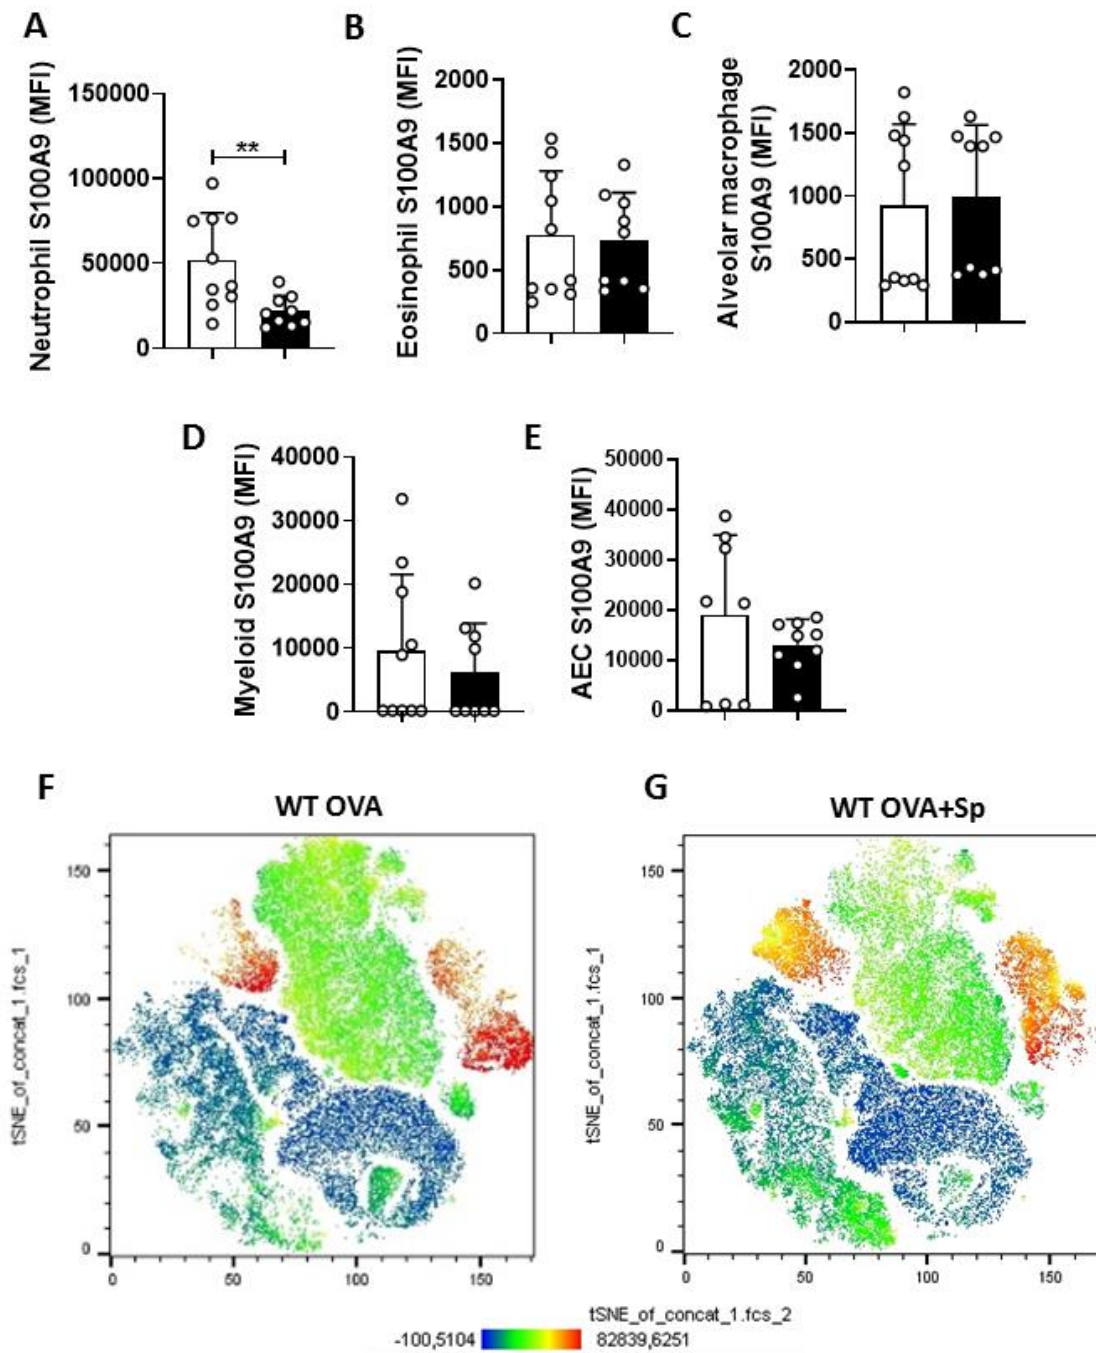 A
Neutrophil S100A9 (MFI)
150000
100000
50000
0
**
B
Eosinophil S100A9 (MFI)
2000
1500
1000
500
0
C
Alveolar macrophage
S100A9 (MFI)
2000
1500
1000
500
0
D
Myeloid S100A9 (MFI)
40000
30000
20000
10000
0
E
AEC S100A9 (MFI)
50000
40000
30000
20000
10000
0
F
WT OVA
tSNE_of_concat_1.fcs_1
150
100
50
0
0 50 100 150
G
WT OVA+Sp
tSNE_of_concat_1.fcs_1
150
100
50
0
0 50 100 150
tSNE_of_concat_1.fcs_2
-100,5104 82839,6251